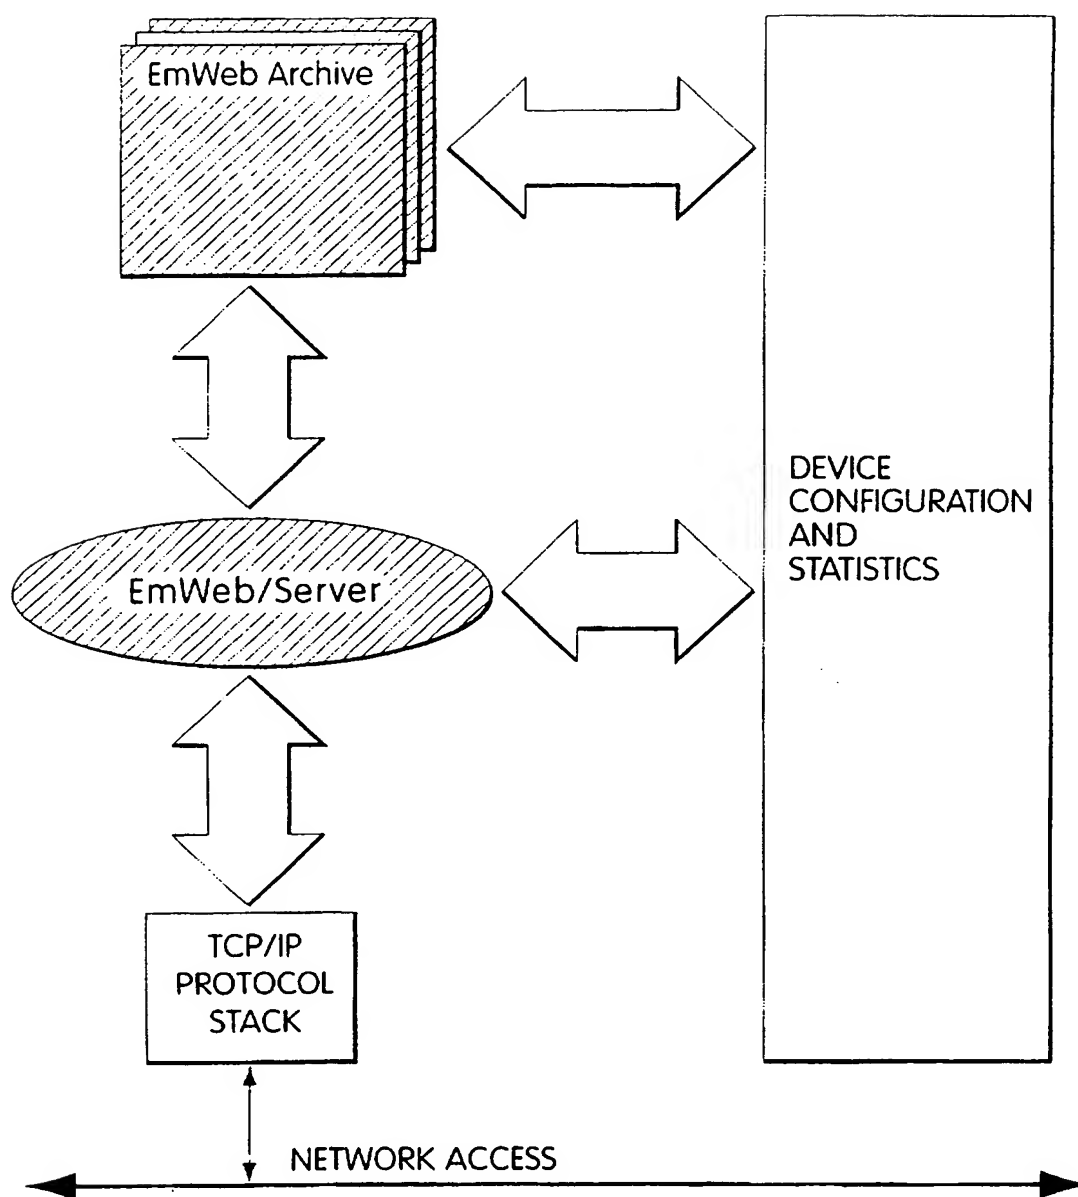 EmWeb Archive
DEVICE
CONFIGURATION
AND
STATISTICS
EmWeb/Server
TCP/IP
PROTOCOL
STACK
NETWORK ACCESS